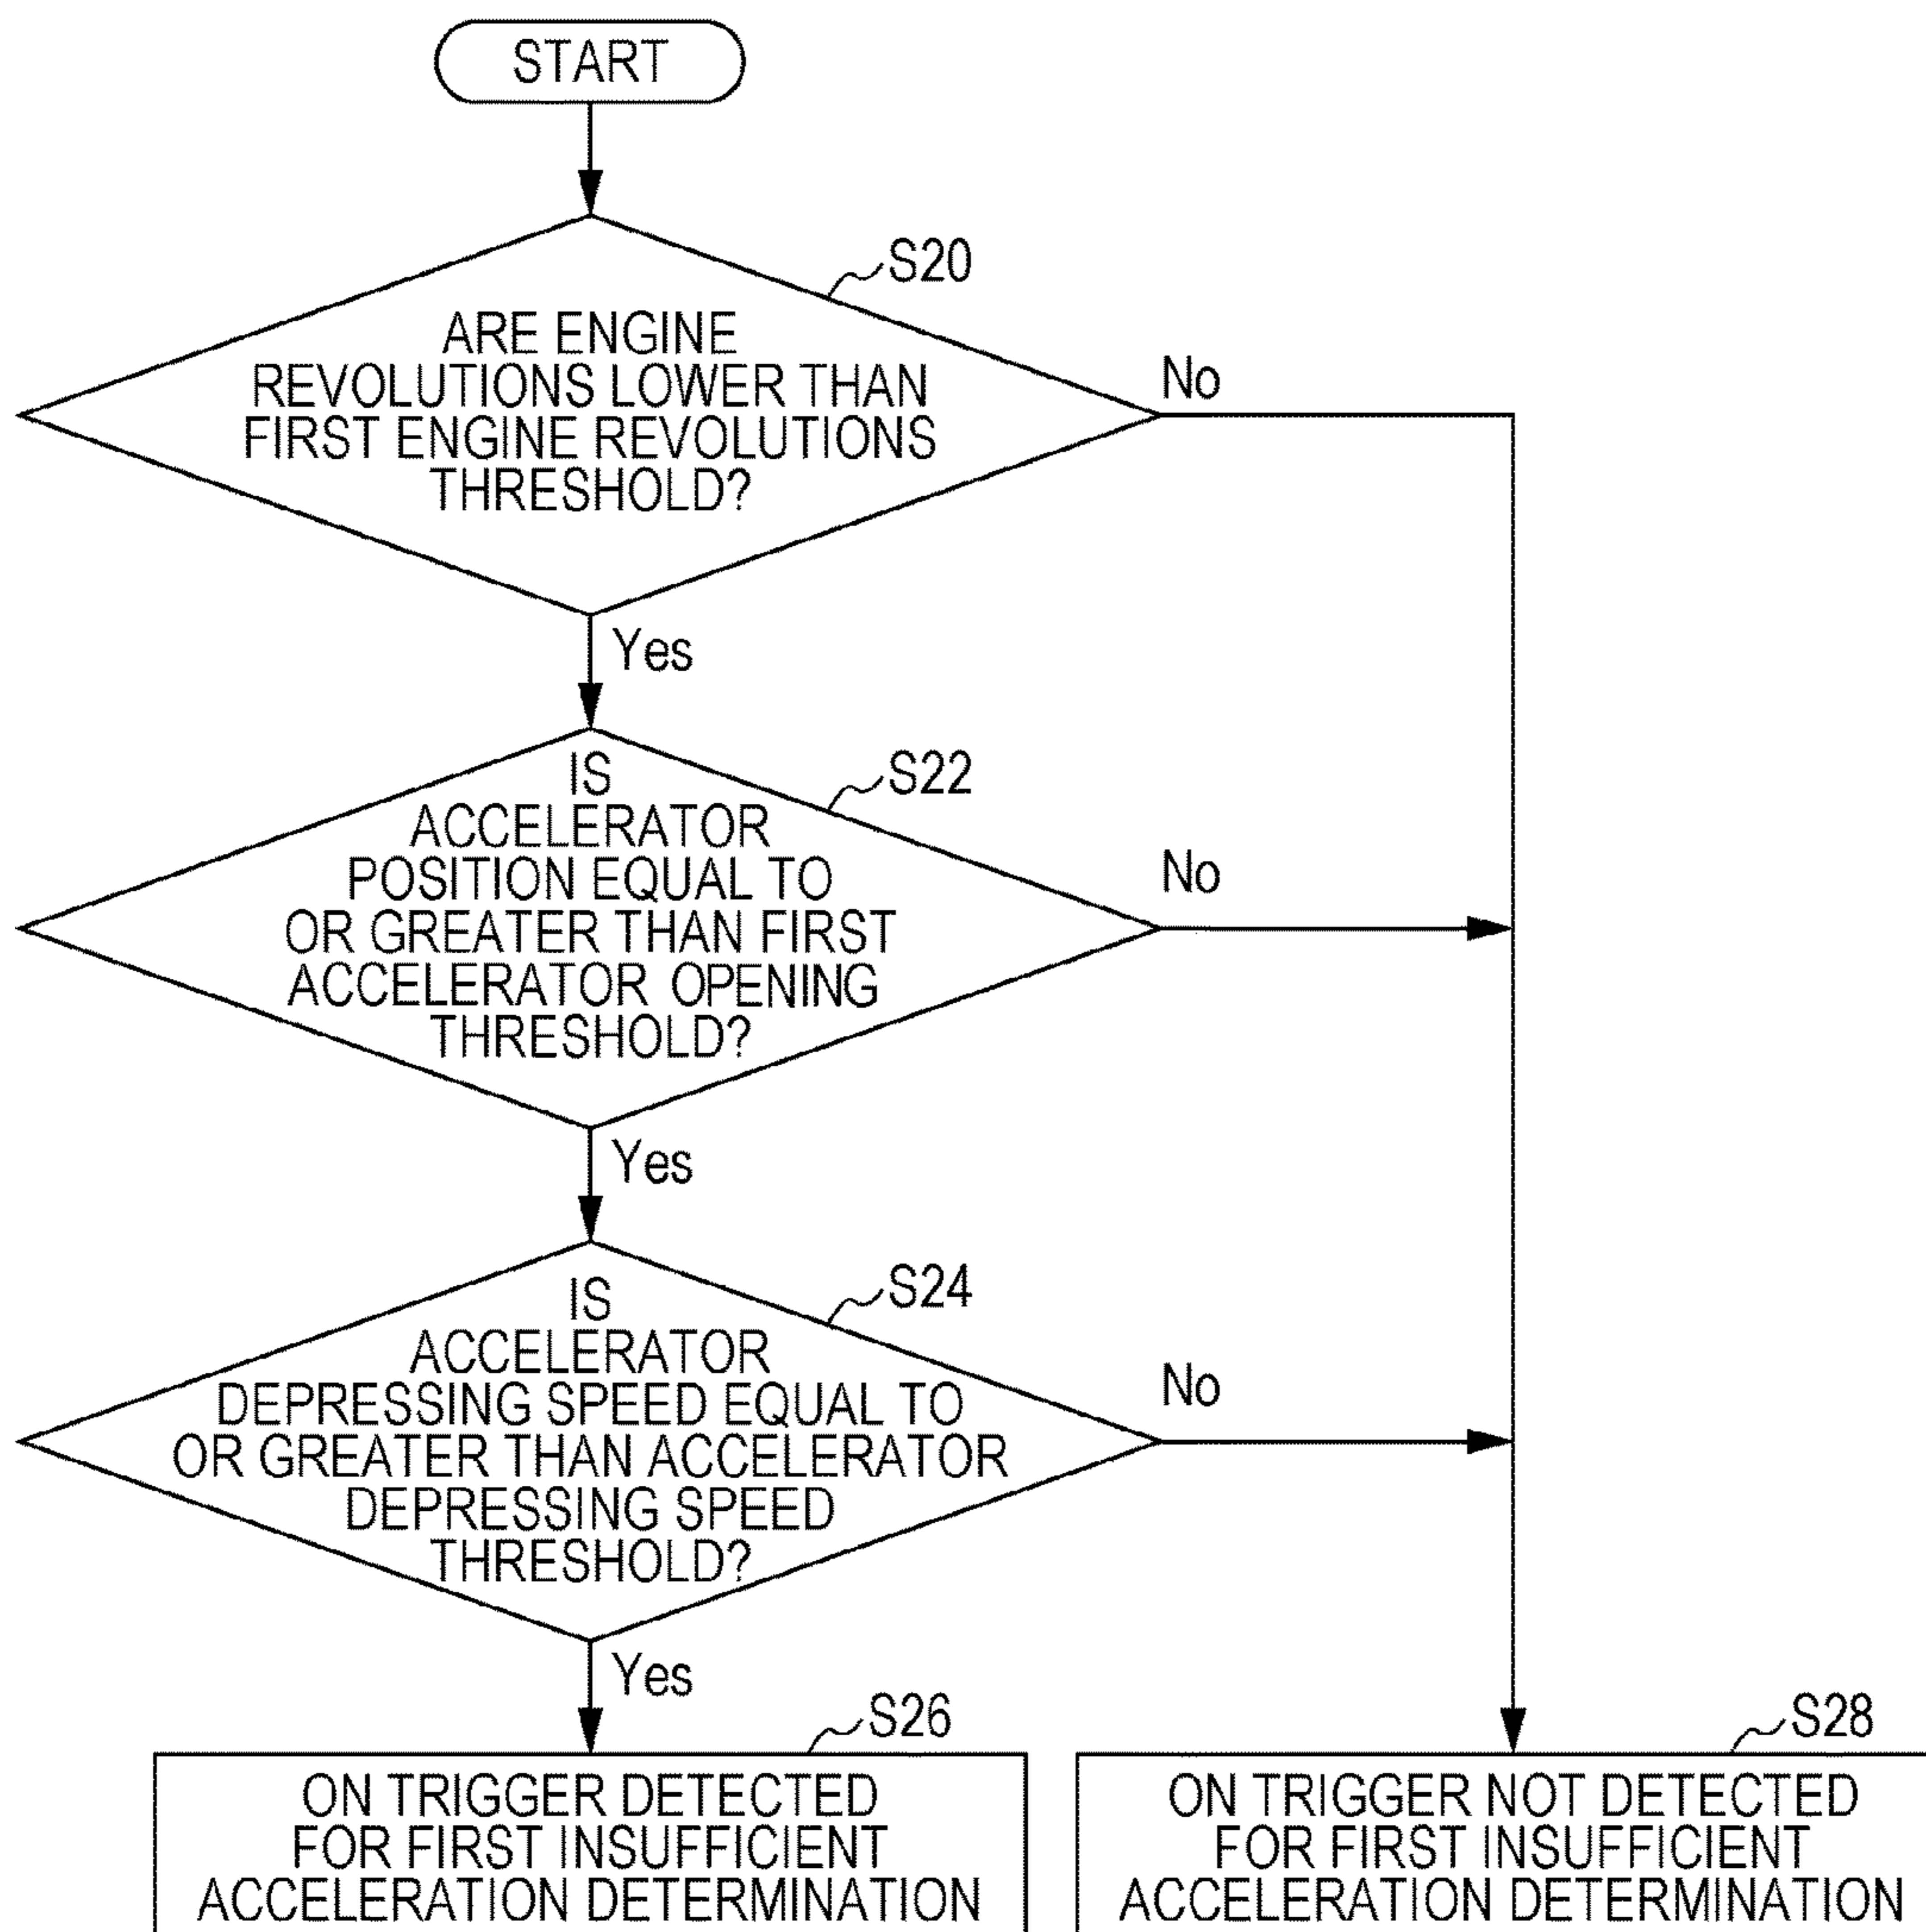 START
S20
ARE ENGINE
REVOLUTIONS LOWER THAN
FIRST ENGINE REVOLUTIONS
THRESHOLD?
No
Yes
S22
IS
ACCELERATOR
POSITION EQUAL TO
OR GREATER THAN FIRST
ACCELERATOR OPENING
THRESHOLD?
No
Yes
S24
IS
ACCELERATOR
DEPRESSING SPEED EQUAL TO
OR GREATER THAN ACCELERATOR
DEPRESSING SPEED
THRESHOLD?
No
Yes
S26
ON TRIGGER DETECTED
FOR FIRST INSUFFICIENT
ACCELERATION DETERMINATION
S28
ON TRIGGER NOT DETECTED
FOR FIRST INSUFFICIENT
ACCELERATION DETERMINATION